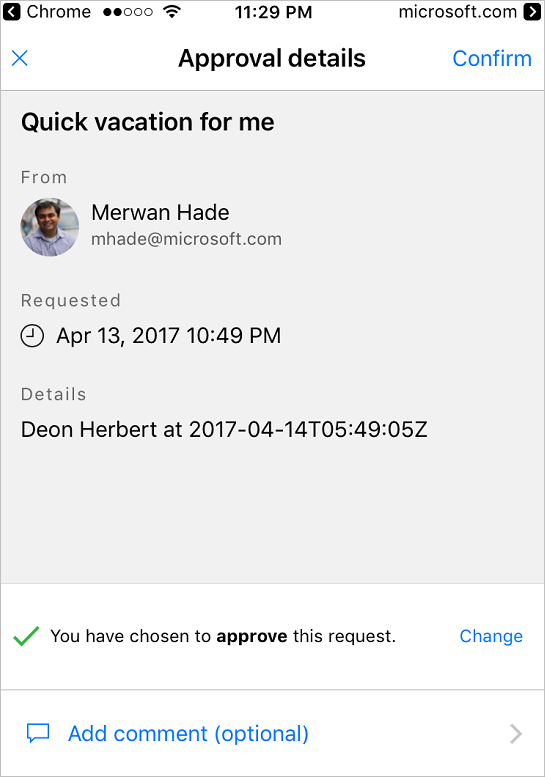 Chrome 11:29 PM microsoft.com
Approval details Confirm
Quick vacation for me
From
Merwan Hade
mhade@microsoft.com
Requested
Apr 13, 2017 10:49 PM
Details
Deon Herbert at 2017-04-14T05:49:05Z
You have chosen to approve this request. Change
Add comment (optional)